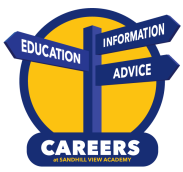 INFORMATION
EDUCATION
ADVICE
CAREERS
at SANDHILL VIEW ACADEMY